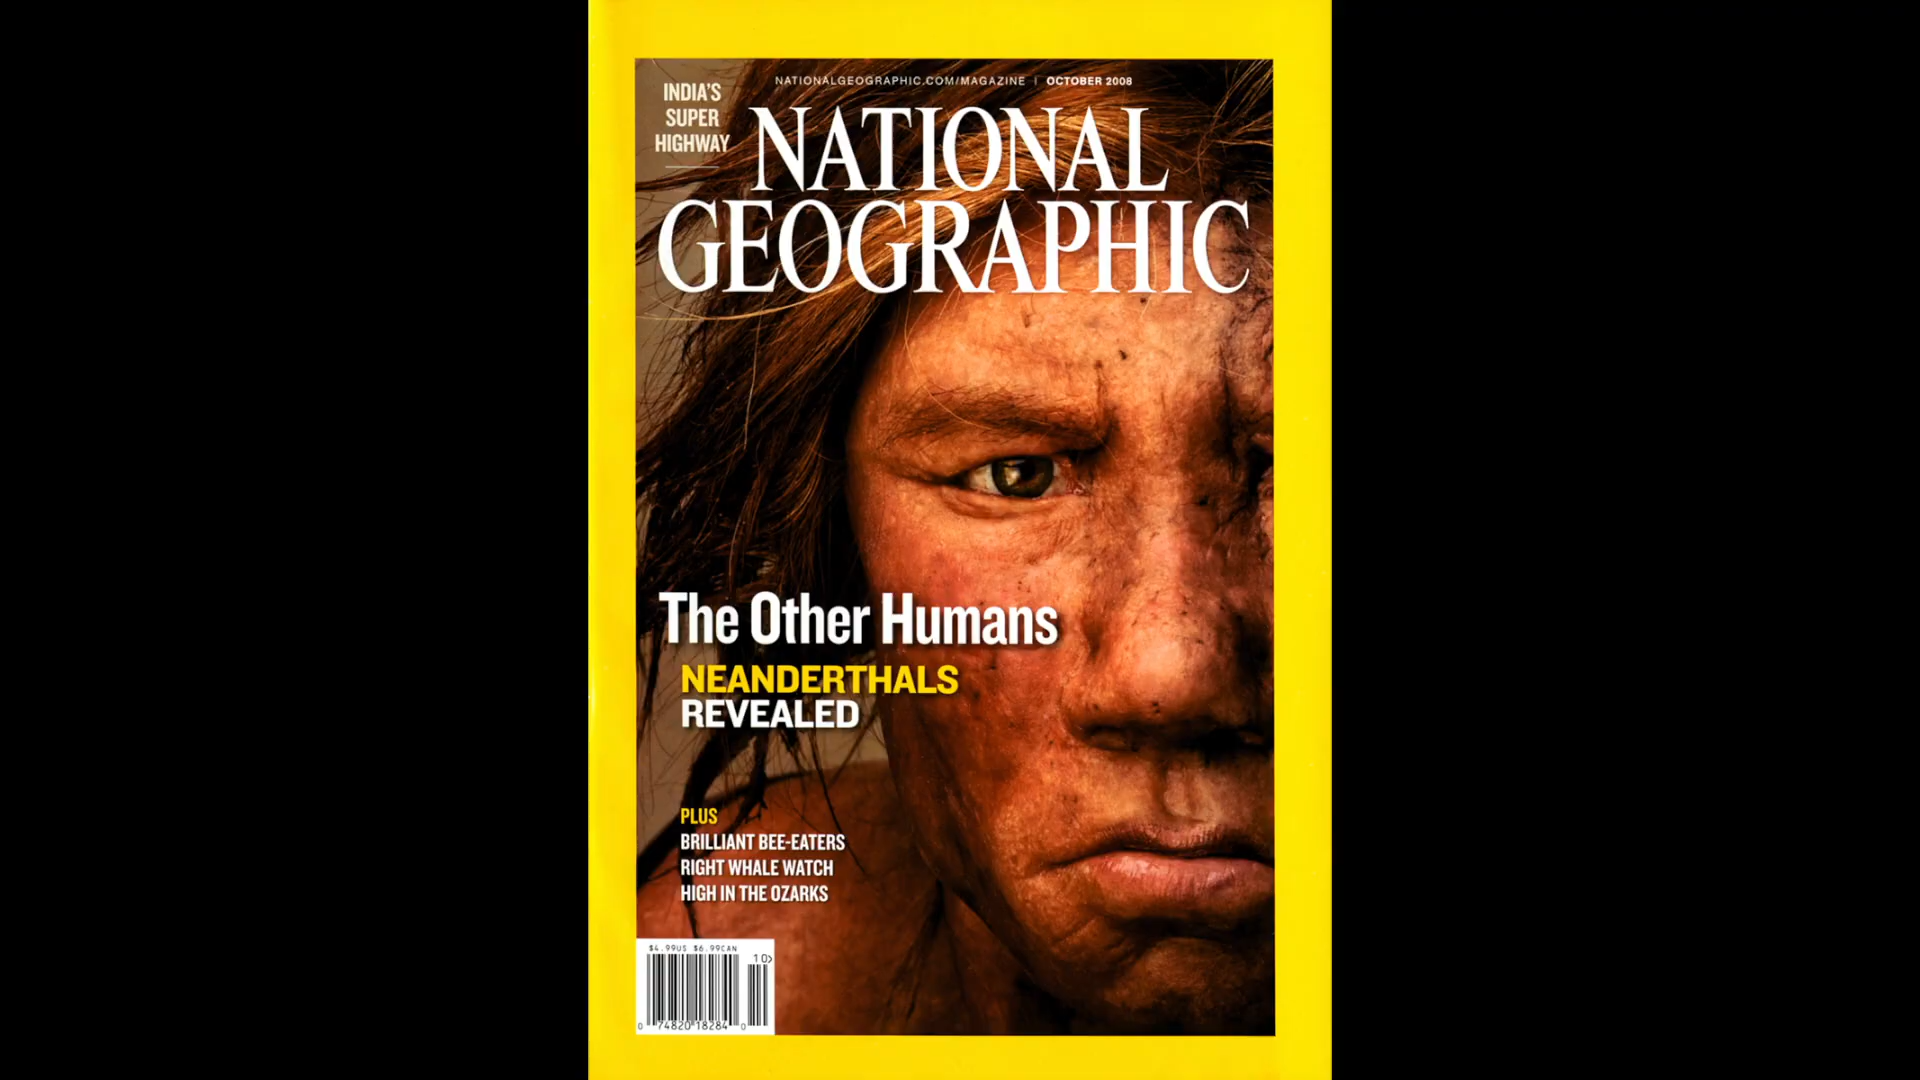 NATIONALGEOGRAPHIC.COM/MAGAZINE | OCTOBER 2008
INDIA'S
SUPER
HIGHWAY
NATIONAL
GEOGRAPHIC
The Other Humans
NEANDERTHALS
REVEALED
PLUS
BRILLIANT BEE-EATERS
RIGHT WHALE WATCH
HIGH IN THE OZARKS
$4.99US $6.99CAN
10>
0 74820 18284 0